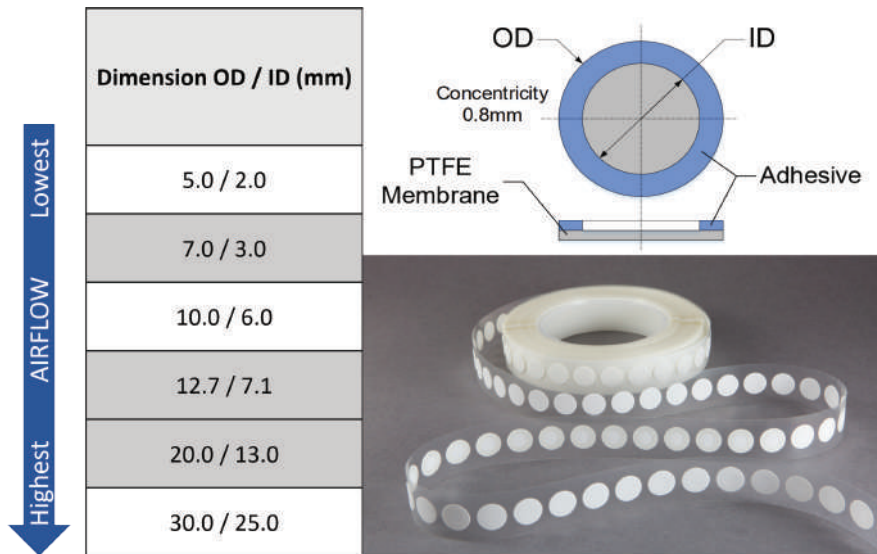 Dimension OD / ID (mm)
Lowest
AIRFLOW
Highest
5.0 / 2.0
7.0 / 3.0
10.0 / 6.0
12.7 / 7.1
20.0 / 13.0
30.0 / 25.0
OD
ID
Concentricity
0.8mm
PTFE
Membrane
Adhesive